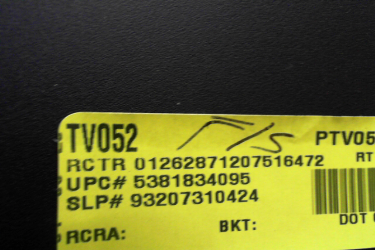 TV052 F/S PTV05
RCTR 01262871207516472 RT
UPC# 5381834095
SLP# 93207310424
RCRA: BKT: DOT